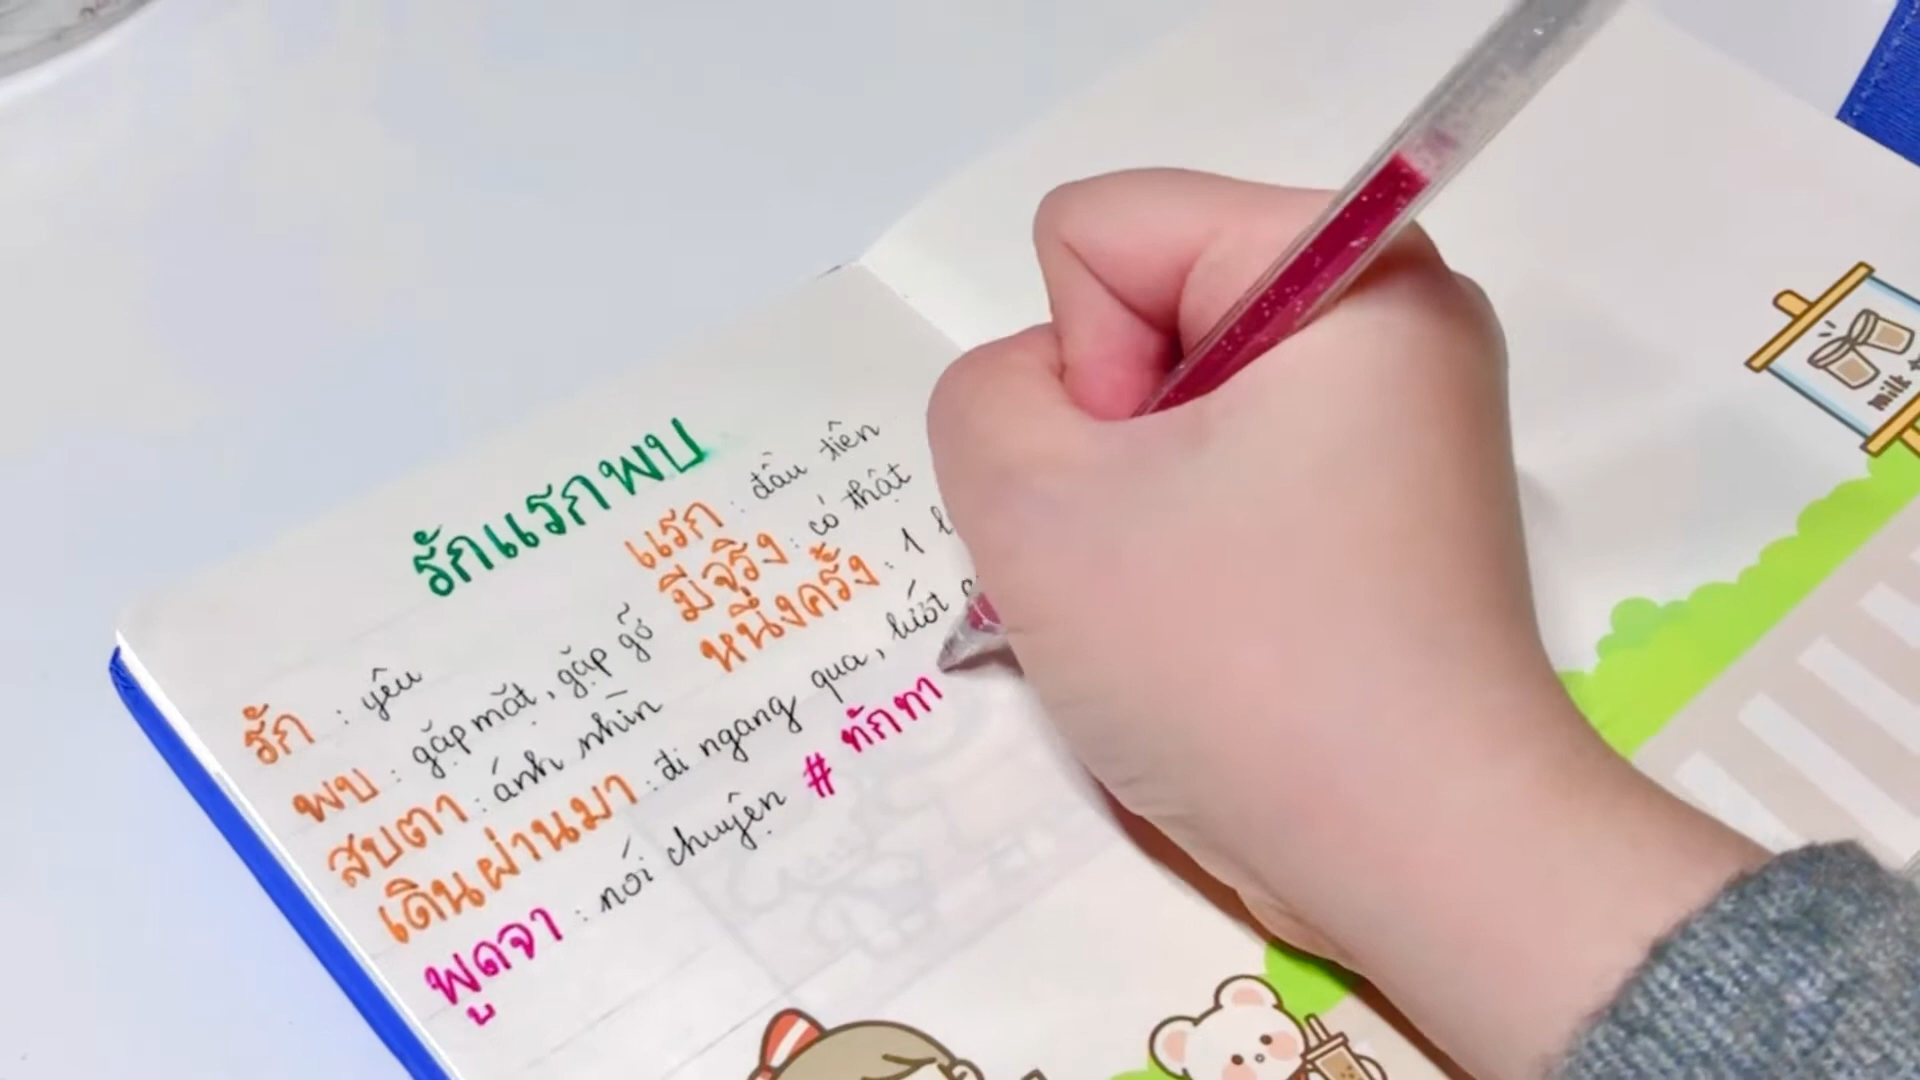 รักแรกพบ
แรก : đầu tiên
มีจริง : có thật
หนึ่งครั้ง : 1 l
รัก : yêu
พบ : gặp mặt, gặp gỡ
สบตา : ánh nhìn
เดินผ่านมา : đi ngang qua, lướt
พูดจา : nói chuyện # ทักทา
milk